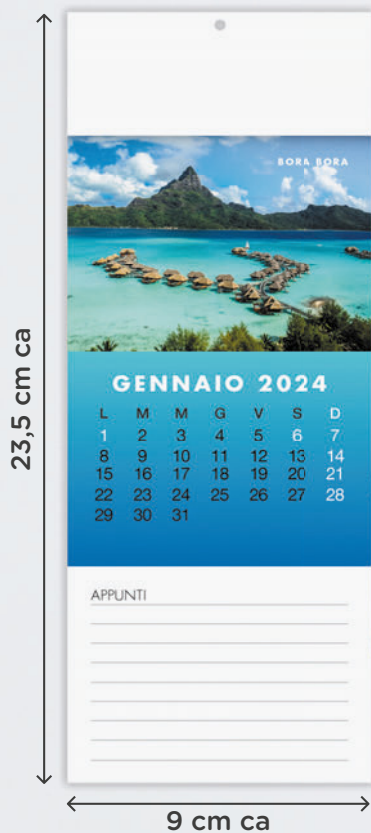 BORA BORA
GENNAIO 2024
L M M G V S D
1 2 3 4 5 6 7
8 9 10 11 12 13 14
15 16 17 18 19 20 21
22 23 24 25 26 27 28
29 30 31
APPUNTI
23,5 cm ca
9 cm ca